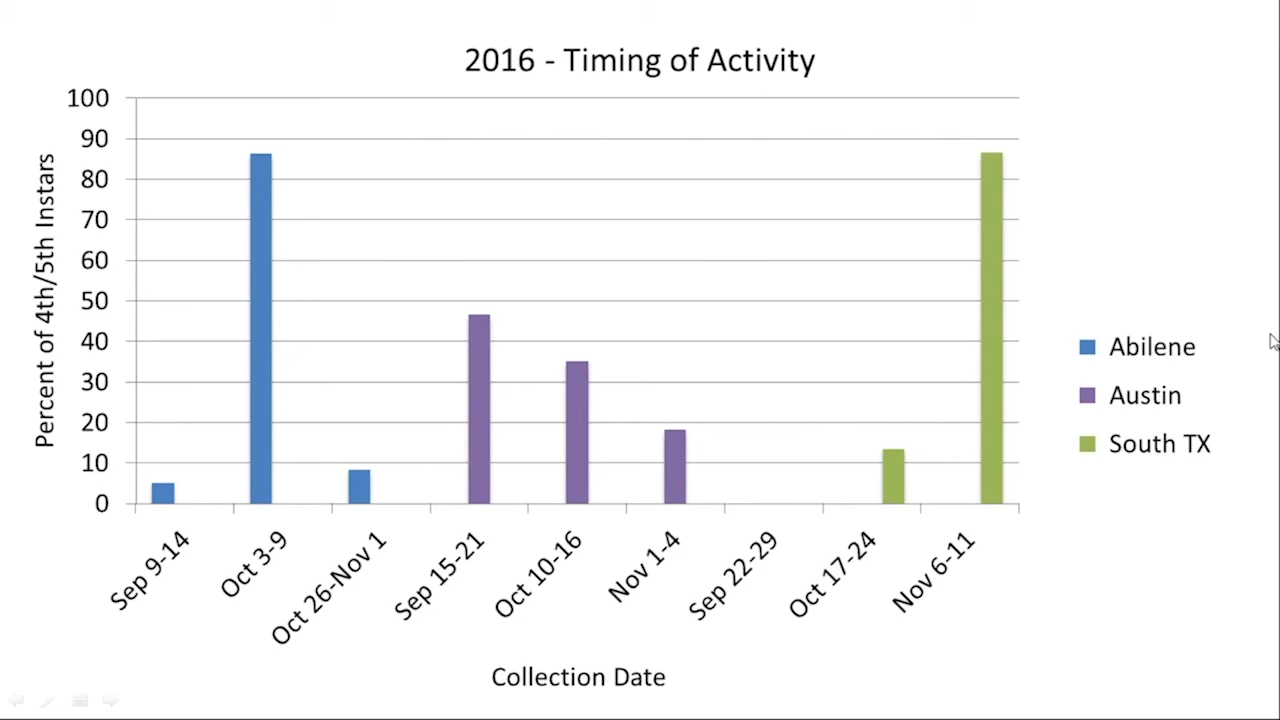 2016 - Timing of Activity
Percent of 4th/5th Instars
100
90
80
70
60
50
40
30
20
10
0
Sep 9-14
Oct 3-9
Oct 26-Nov 1
Sep 15-21
Oct 10-16
Nov 1-4
Sep 22-29
Oct 17-24
Nov 6-11
Collection Date
Abilene
Austin
South TX